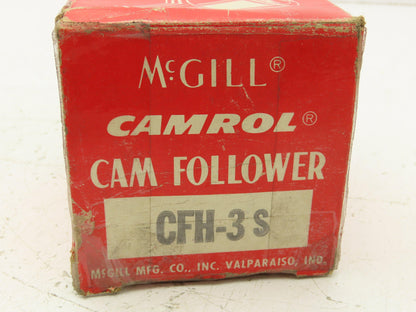 McGILL®
CAMROL®
CAM FOLLOWER
CFH-3 S
McGILL MFG. CO., INC. VALPARAISO, IND.